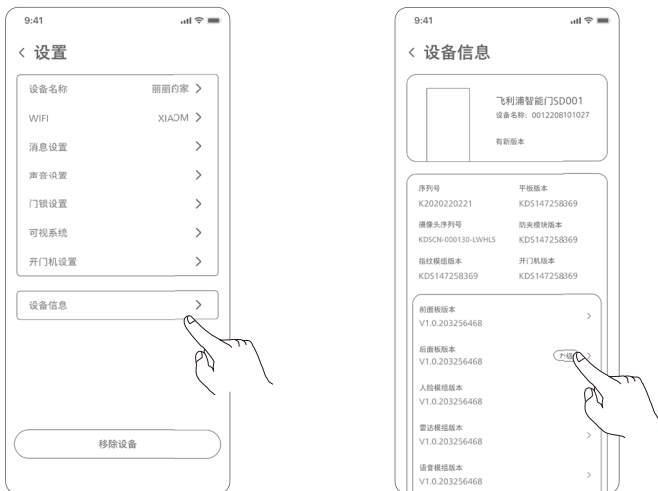 9:41
设置
设备名称 丽丽的家
WIFI XIAOM
消息设置
声音设置
门锁设置
可视系统
开门机设置
设备信息
移除设备
9:41
设备信息
飞利浦智能门SD001
设备名称：0012208101027
有新版本
序列号 平板版本
K2020220221 KDS147258369
摄像头序列号 防夹模块版本
KDSCN-000130-LWHLS KDS147258369
指纹模组版本 开门机版本
KDS147258369 KDS147258369
前面板版本
V1.0.203256468
后面板版本
V1.0.203256468
升级
人脸模组版本
V1.0.203256468
雷达模组版本
V1.0.203256468
语音模组版本
V1.0.203256468